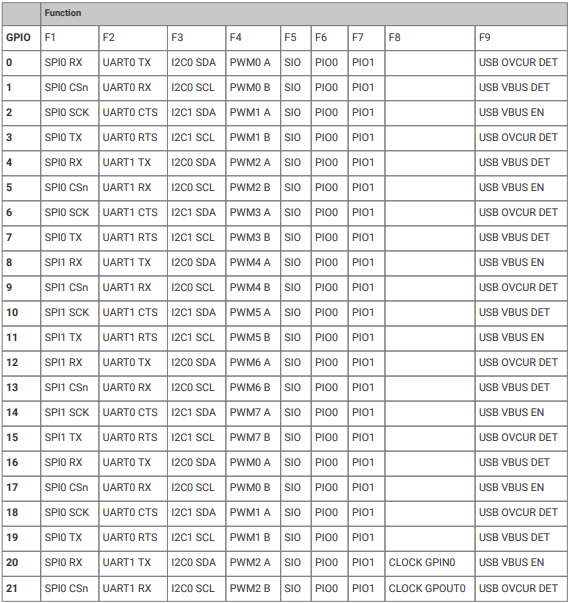 Function
GPIO F1 F2 F3 F4 F5 F6 F7 F8 F9
0 SPI0 RX UART0 TX I2C0 SDA PWM0 A SIO PIO0 PIO1 USB OVCUR DET
1 SPI0 CSn UART0 RX I2C0 SCL PWM0 B SIO PIO0 PIO1 USB VBUS DET
2 SPI0 SCK UART0 CTS I2C1 SDA PWM1 A SIO PIO0 PIO1 USB VBUS EN
3 SPI0 TX UART0 RTS I2C1 SCL PWM1 B SIO PIO0 PIO1 USB OVCUR DET
4 SPI0 RX UART1 TX I2C0 SDA PWM2 A SIO PIO0 PIO1 USB VBUS DET
5 SPI0 CSn UART1 RX I2C0 SCL PWM2 B SIO PIO0 PIO1 USB VBUS EN
6 SPI0 SCK UART1 CTS I2C1 SDA PWM3 A SIO PIO0 PIO1 USB OVCUR DET
7 SPI0 TX UART1 RTS I2C1 SCL PWM3 B SIO PIO0 PIO1 USB VBUS DET
8 SPI1 RX UART1 TX I2C0 SDA PWM4 A SIO PIO0 PIO1 USB VBUS EN
9 SPI1 CSn UART1 RX I2C0 SCL PWM4 B SIO PIO0 PIO1 USB OVCUR DET
10 SPI1 SCK UART1 CTS I2C1 SDA PWM5 A SIO PIO0 PIO1 USB VBUS DET
11 SPI1 TX UART1 RTS I2C1 SCL PWM5 B SIO PIO0 PIO1 USB VBUS EN
12 SPI1 RX UART0 TX I2C0 SDA PWM6 A SIO PIO0 PIO1 USB OVCUR DET
13 SPI1 CSn UART0 RX I2C0 SCL PWM6 B SIO PIO0 PIO1 USB VBUS DET
14 SPI1 SCK UART0 CTS I2C1 SDA PWM7 A SIO PIO0 PIO1 USB VBUS EN
15 SPI1 TX UART0 RTS I2C1 SCL PWM7 B SIO PIO0 PIO1 USB OVCUR DET
16 SPI0 RX UART0 TX I2C0 SDA PWM0 A SIO PIO0 PIO1 USB VBUS DET
17 SPI0 CSn UART0 RX I2C0 SCL PWM0 B SIO PIO0 PIO1 USB VBUS EN
18 SPI0 SCK UART0 CTS I2C1 SDA PWM1 A SIO PIO0 PIO1 USB OVCUR DET
19 SPI0 TX UART0 RTS I2C1 SCL PWM1 B SIO PIO0 PIO1 USB VBUS DET
20 SPI0 RX UART1 TX I2C0 SDA PWM2 A SIO PIO0 PIO1 CLOCK GPIN0 USB VBUS EN
21 SPI0 CSn UART1 RX I2C0 SCL PWM2 B SIO PIO0 PIO1 CLOCK GPOUT0 USB OVCUR DET